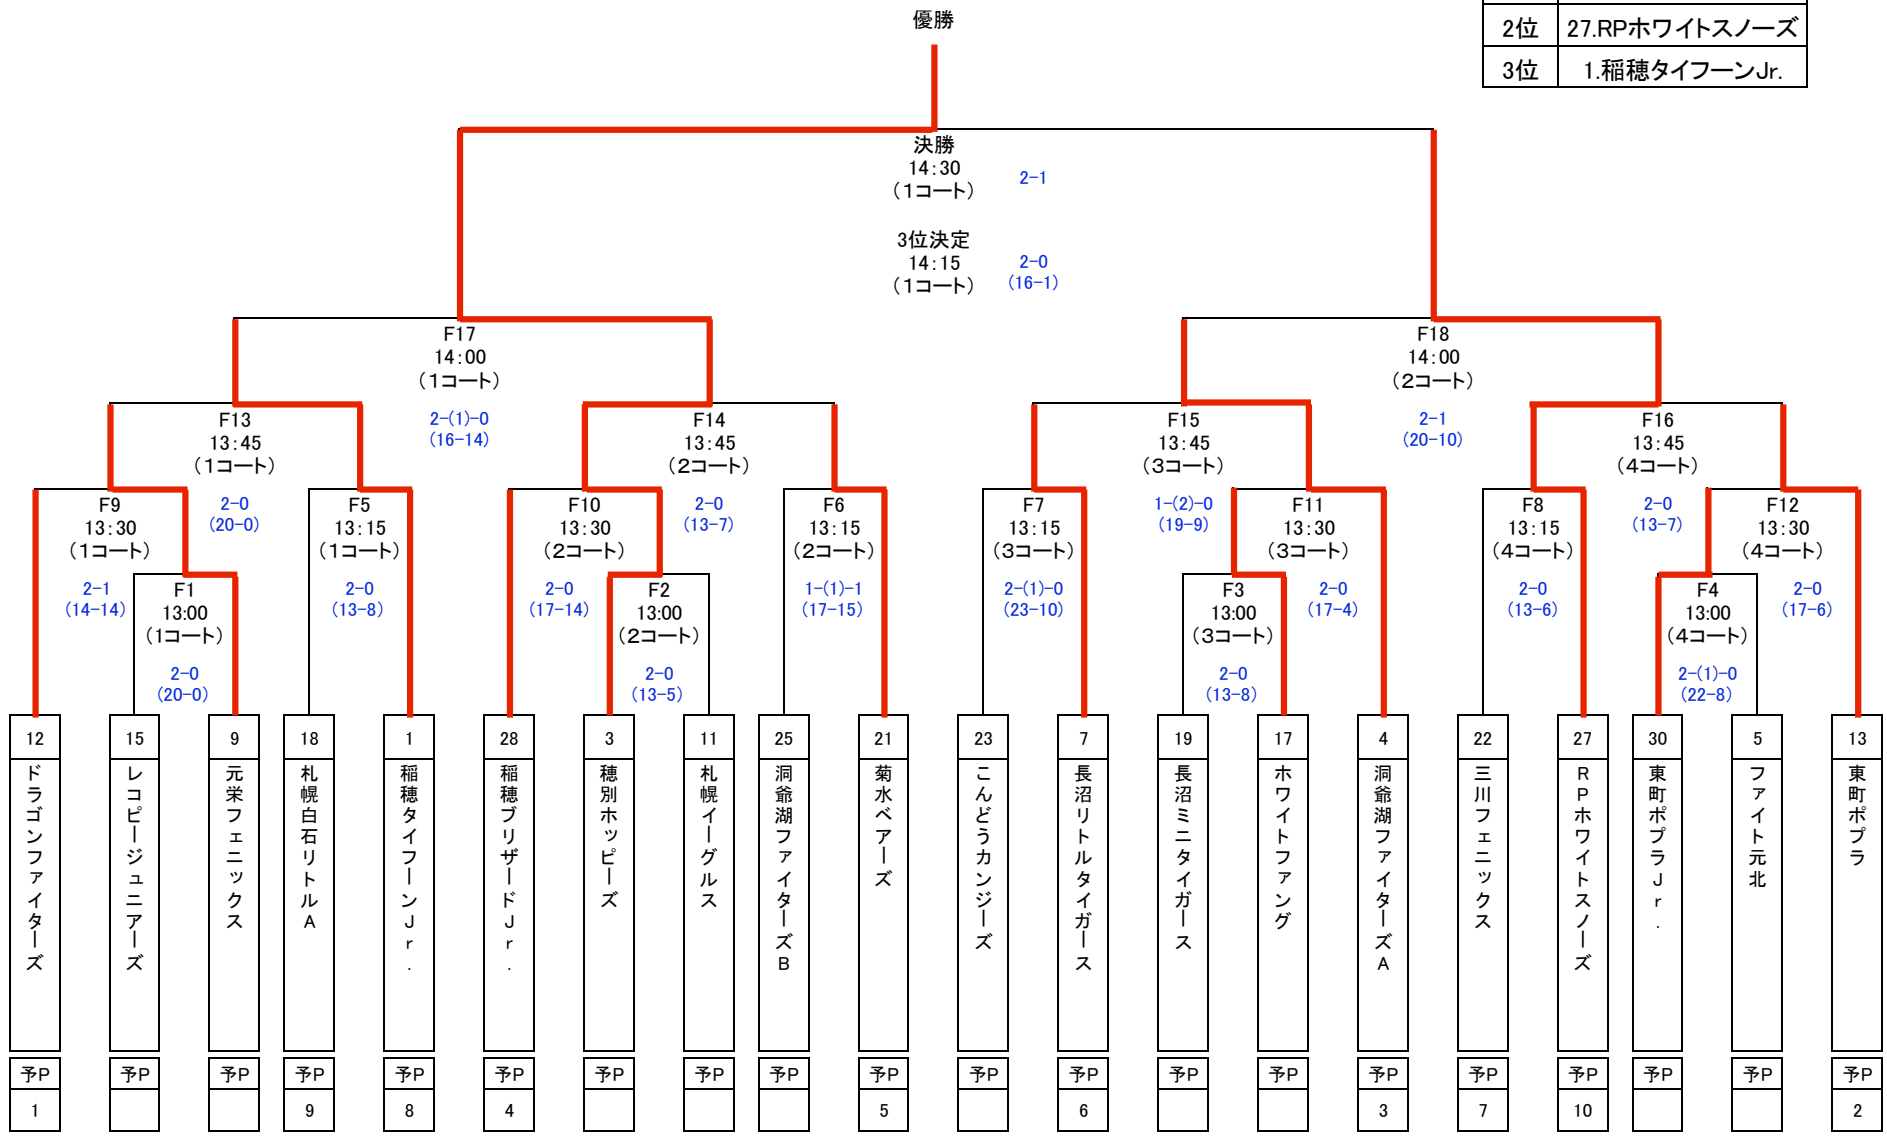 優勝
2位 27.RPホワイトスノーズ
3位 1.稲穂タイフーンJr.
決勝
14:30
(1コート)
2-1
3位決定
14:15
(1コート)
2-0
(16-1)
F17
14:00
(1コート)
2-(1)-0
(16-14)
F18
14:00
(2コート)
2-1
(20-10)
F13
13:45
(1コート)
2-0
(20-0)
F14
13:45
(2コート)
2-0
(13-7)
F15
13:45
(3コート)
1-(2)-0
(19-9)
F16
13:45
(4コート)
2-0
(13-7)
F9
13:30
(1コート)
2-1
(14-14)
F5
13:15
(1コート)
2-0
(13-8)
F10
13:30
(2コート)
2-0
(17-14)
F6
13:15
(2コート)
1-(1)-1
(17-15)
F7
13:15
(3コート)
2-(1)-0
(23-10)
F11
13:30
(3コート)
2-0
(17-4)
F8
13:15
(4コート)
2-0
(13-6)
F12
13:30
(4コート)
2-0
(17-6)
F1
13:00
(1コート)
2-0
(20-0)
F2
13:00
(2コート)
2-0
(13-5)
F3
13:00
(3コート)
2-0
(13-8)
F4
13:00
(4コート)
2-(1)-0
(22-8)
12 15 9 18 1 28 3 11 25 21 23 7 19 17 4 22 27 30 5 13
ドラゴンファイターズ
レコピージュニアーズ
元栄フェニックス
札幌白石リトルA
稲穂タイフーンJr.
稲穂ブリザードJr.
穂別ホッピーズ
札幌イーグルス
洞爺湖ファイターズB
菊水ベアーズ
こんどうカンジーズ
長沼リトルタイガース
長沼ミニタイガース
ホワイトファング
洞爺湖ファイターズA
三川フェニックス
RPホワイトスノーズ
東町ポプラJr.
ファイト元北
東町ポプラ
予P 予P 予P 予P 予P 予P 予P 予P 予P 予P 予P 予P 予P 予P 予P 予P 予P 予P 予P 予P
1 9 8 4 5 6 3 7 10 2